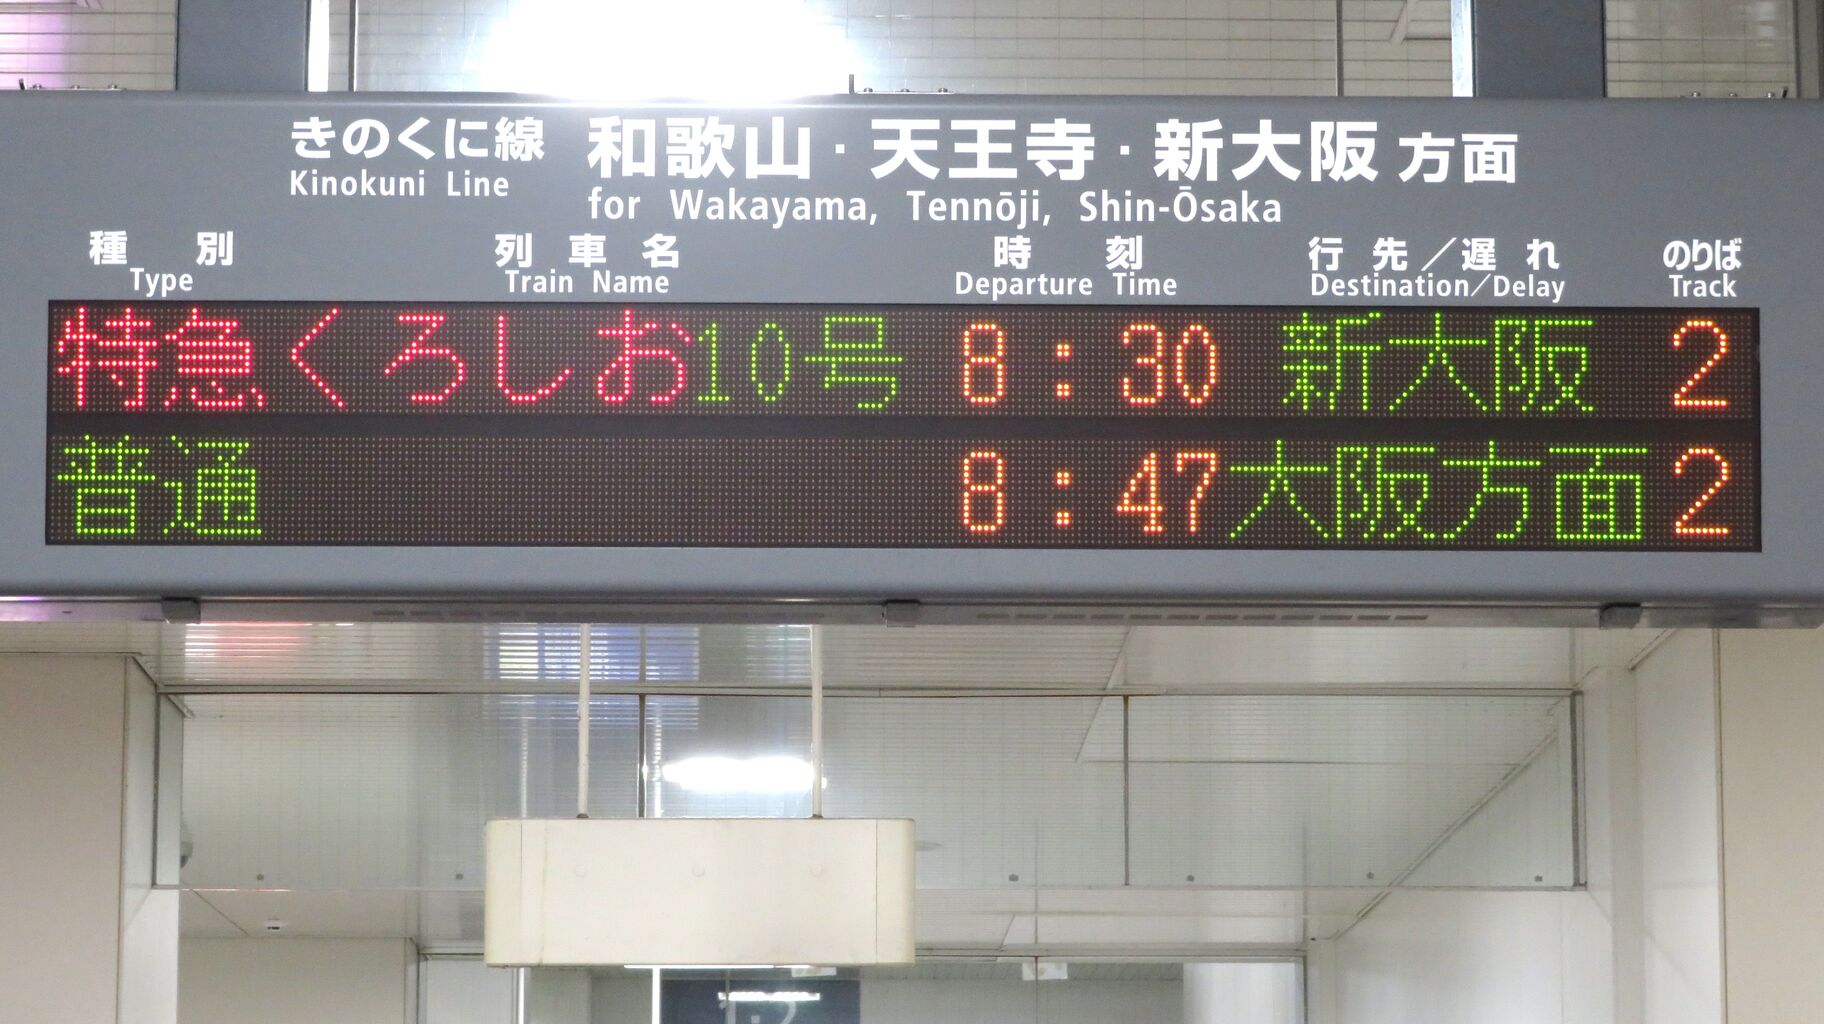 きのくに線 和歌山・天王寺・新大阪 方面
Kinokuni Line for Wakayama, Tennōji, Shin-Ōsaka
種別 列車名 時刻 行先／遅れ のりば
Type Train Name Departure Time Destination／Delay Track
特急くろしお10号 8:30 新大阪 2
普通 8:47 大阪方面 2